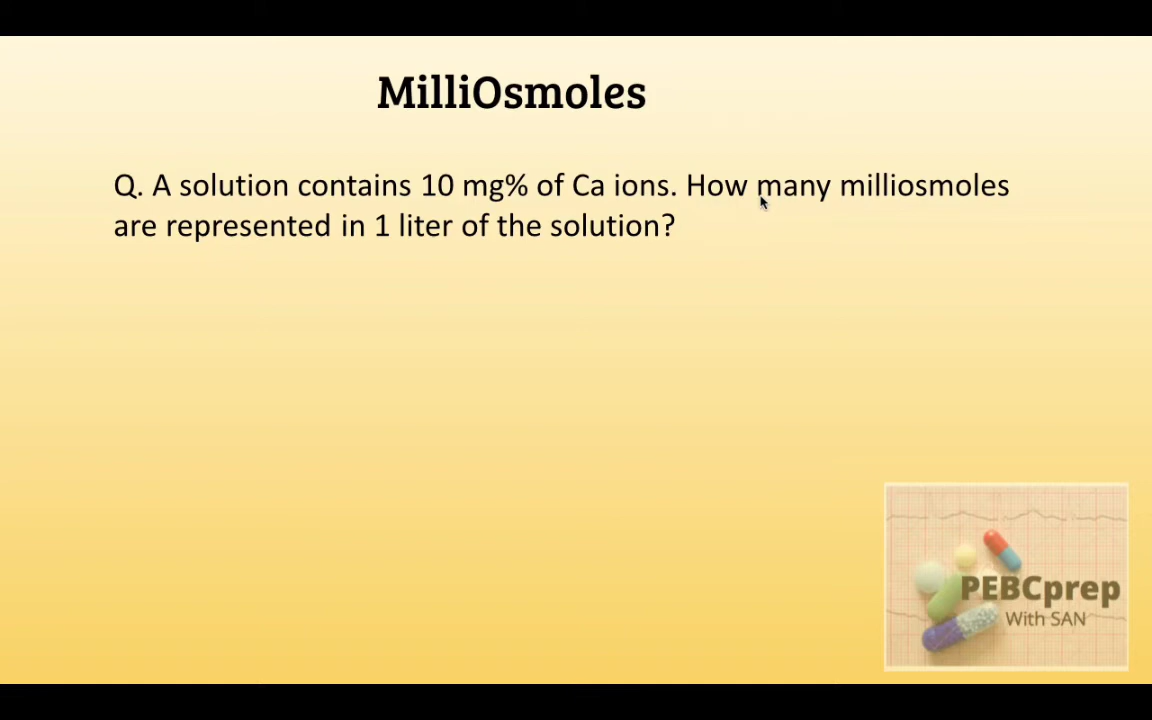 MilliOsmoles
Q. A solution contains 10 mg% of Ca ions. How many milliosmoles
are represented in 1 liter of the solution?
PEBCprep
With SAN